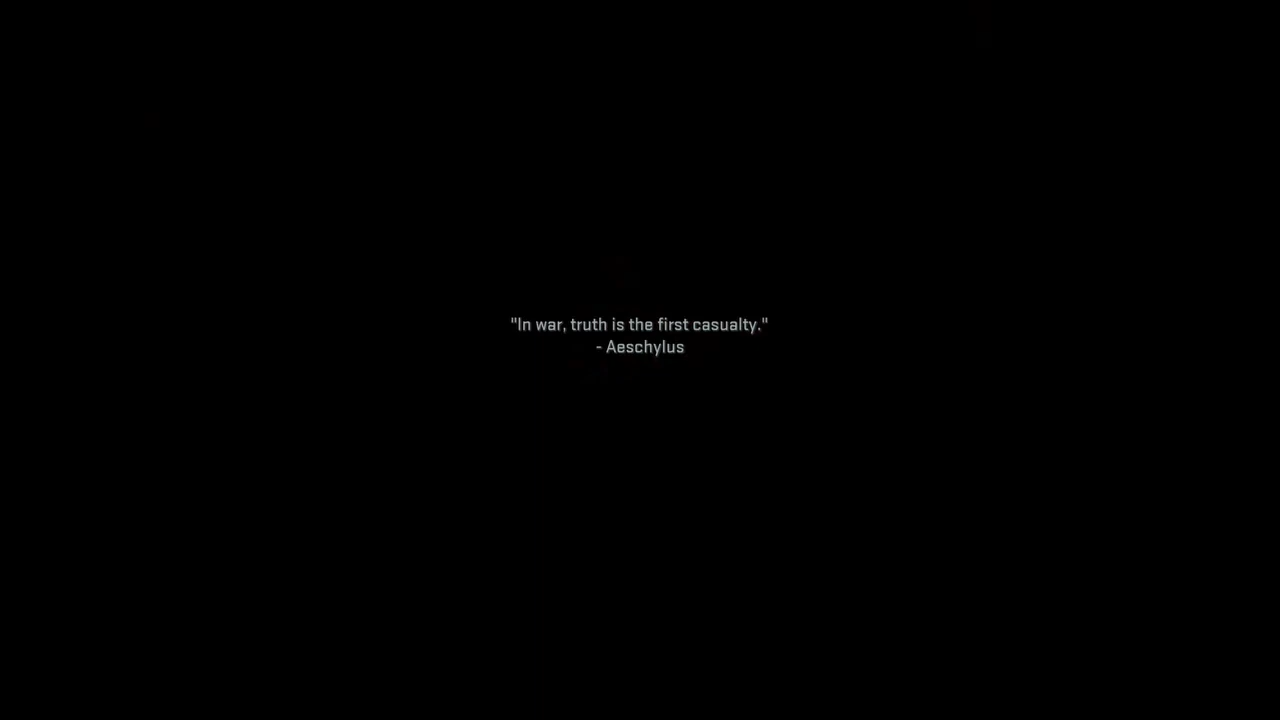 "In war, truth is the first casualty."
- Aeschylus